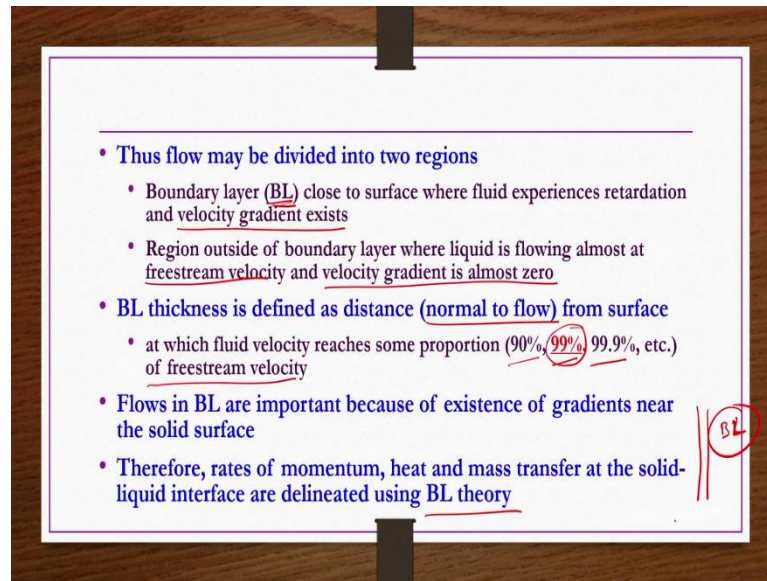 • Thus flow may be divided into two regions
• Boundary layer (BL) close to surface where fluid experiences retardation
and velocity gradient exists
• Region outside of boundary layer where liquid is flowing almost at
freestream velocity and velocity gradient is almost zero
• BL thickness is defined as distance (normal to flow) from surface
• at which fluid velocity reaches some proportion (90%, 99%, 99.9%, etc.)
of freestream velocity
• Flows in BL are important because of existence of gradients near
the solid surface
BL
• Therefore, rates of momentum, heat and mass transfer at the solid-
liquid interface are delineated using BL theory